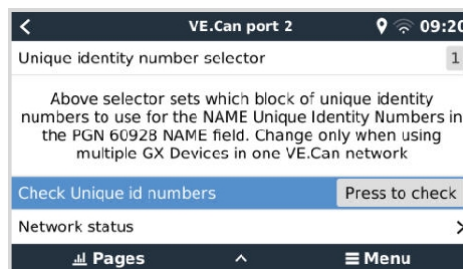 VE.Can port 2 09:20
Unique identity number selector 1
Above selector sets which block of unique identity
numbers to use for the NAME Unique Identity Numbers in
the PGN 60928 NAME field. Change only when using
multiple GX Devices in one VE.Can network
Check Unique id numbers Press to check
Network status
Pages Menu